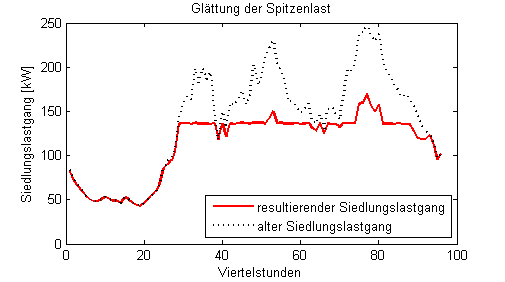 Glättung der Spitzenlast
Siedlungslastgang [kW]
250
200
150
100
50
0
0
20
40
60
80
100
Viertelstunden
resultierender Siedlungslastgang
alter Siedlungslastgang